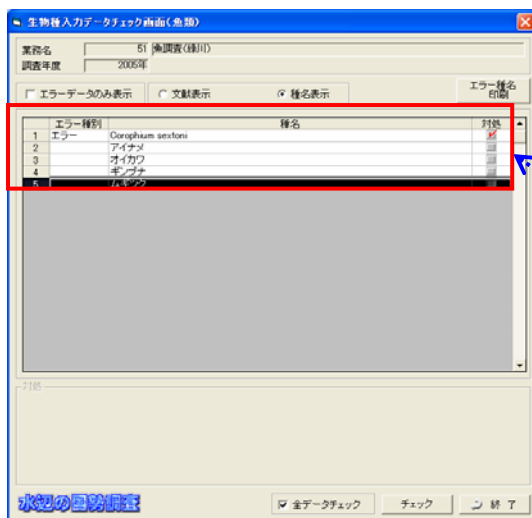 生物種入力データチェック画面(魚類)
業務名 51 魚調査(緑川)
調査年度 2005年
エラーデータのみ表示 文献表示 種名表示 エラー種名印刷
エラー種別 種名 対処
1 エラー Corophium sextoni
2 アイナメ
3 オイカワ
4 ギンブナ
5 ムギツク
対処
水辺の国勢調査 全データチェック チェック 終 了